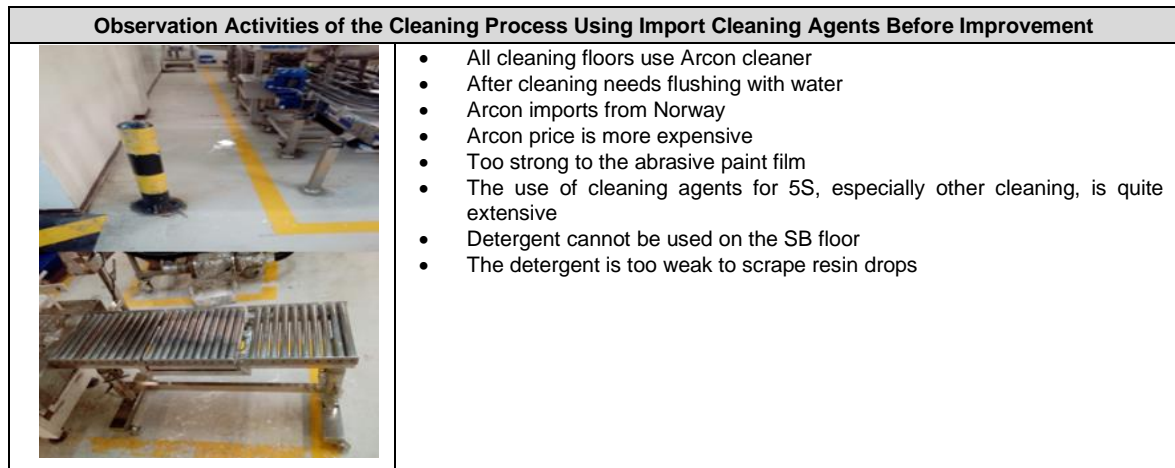 Observation Activities of the Cleaning Process Using Import Cleaning Agents Before Improvement
• All cleaning floors use Arcon cleaner
• After cleaning needs flushing with water
• Arcon imports from Norway
• Arcon price is more expensive
• Too strong to the abrasive paint film
• The use of cleaning agents for 5S, especially other cleaning, is quite
extensive
• Detergent cannot be used on the SB floor
• The detergent is too weak to scrape resin drops